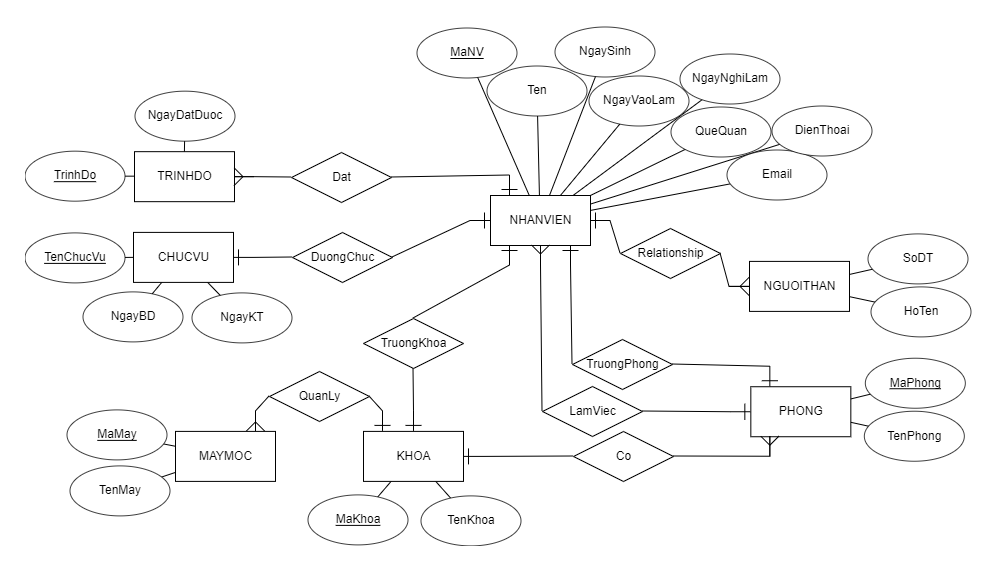 MaNV
NgaySinh
Ten
NgayNghiLam
NgayVaoLam
NgayDatDuoc
QueQuan
DienThoai
TrinhDo
TRINHDO
Dat
Email
NHANVIEN
TenChucVu
CHUCVU
DuongChuc
Relationship
SoDT
NGUOITHAN
NgayBD
NgayKT
HoTen
TruongKhoa
TruongPhong
MaPhong
QuanLy
LamViec
PHONG
MaMay
TenPhong
MAYMOC
KHOA
Co
TenMay
MaKhoa
TenKhoa